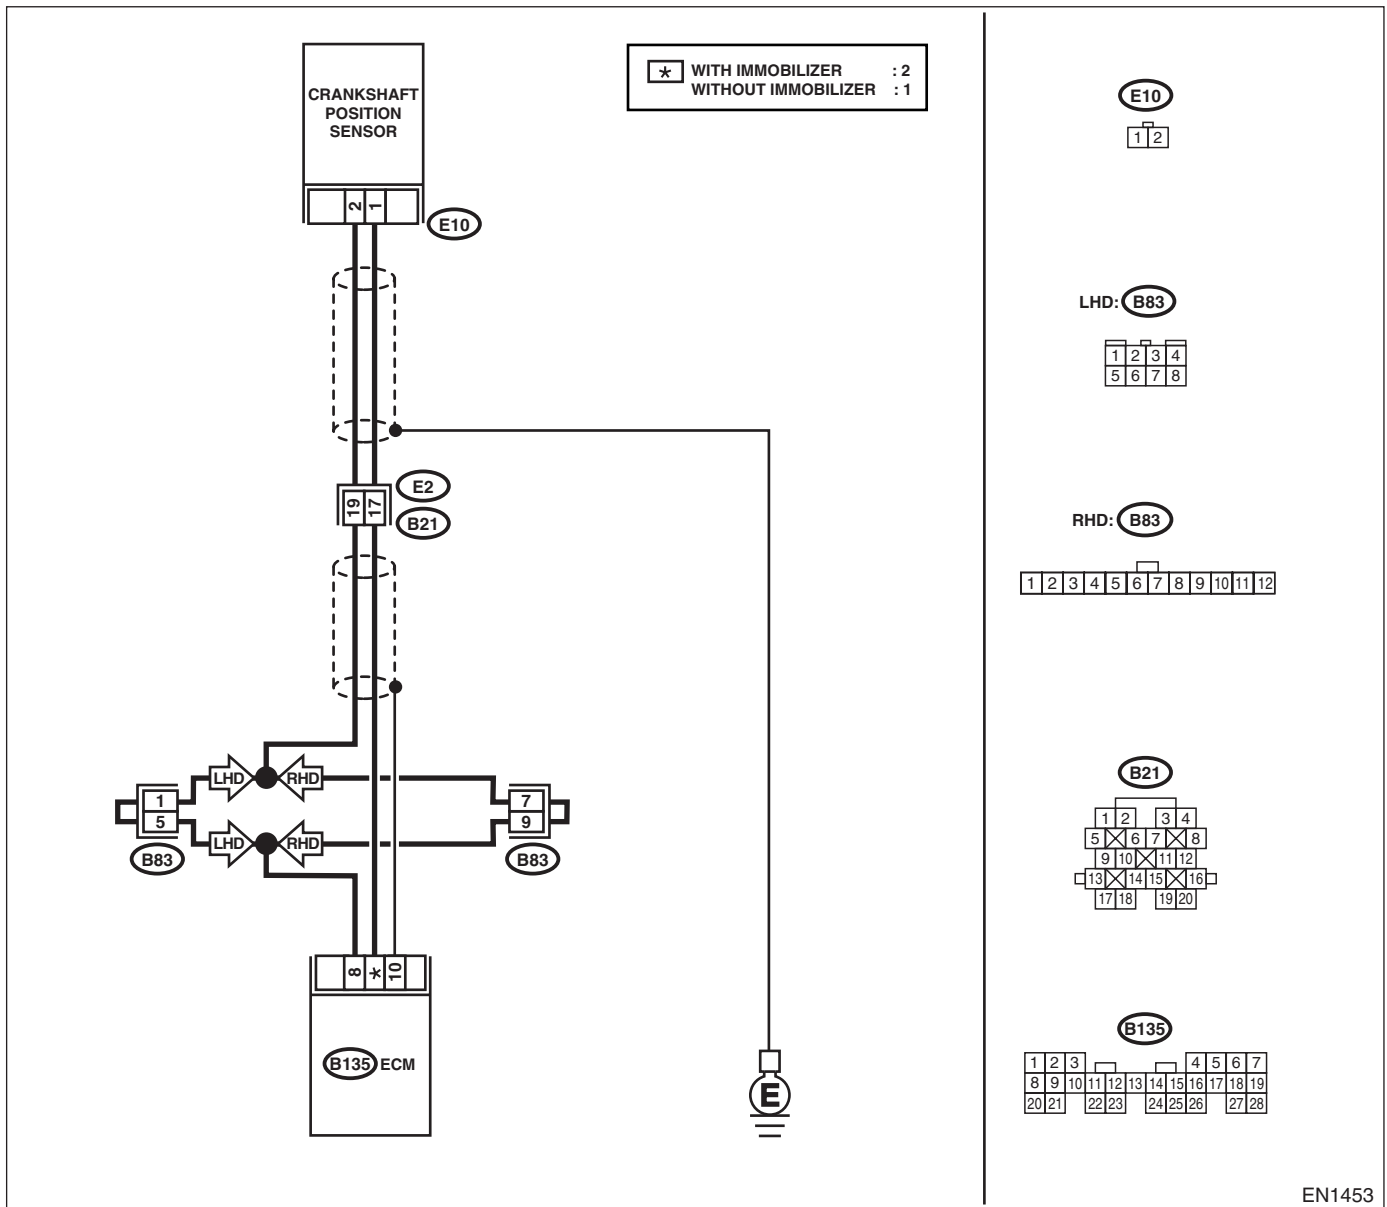 CRANKSHAFT
POSITION
SENSOR
2 1
E10
* WITH IMMOBILIZER : 2
WITHOUT IMMOBILIZER : 1
E2
19 17
B21
LHD RHD
1
5
7
9
LHD RHD
B83
B83
8 * 10
B135 ECM
E
E10
1 2
LHD: B83
1 2 3 4
5 6 7 8
RHD: B83
1 2 3 4 5 6 7 8 9 10 11 12
B21
1 2 3 4
5 6 7 8
9 10 11 12
13 14 15 16
17 18 19 20
B135
1 2 3 4 5 6 7
8 9 10 11 12 13 14 15 16 17 18 19
20 21 22 23 24 25 26 27 28
EN1453